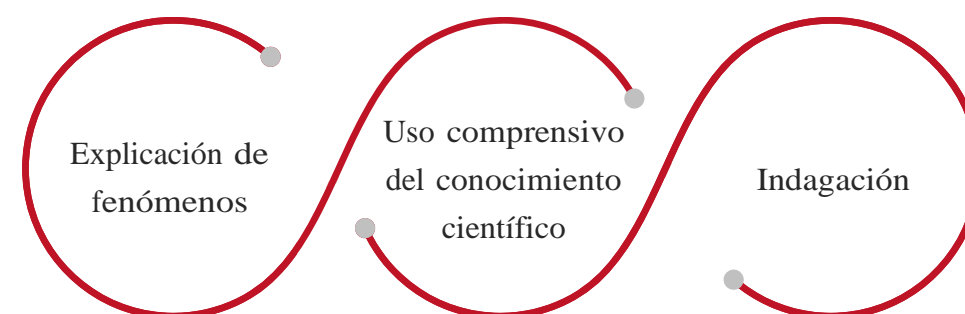 Explicación de
fenómenos
Uso comprensivo
del conocimiento
científico
Indagación